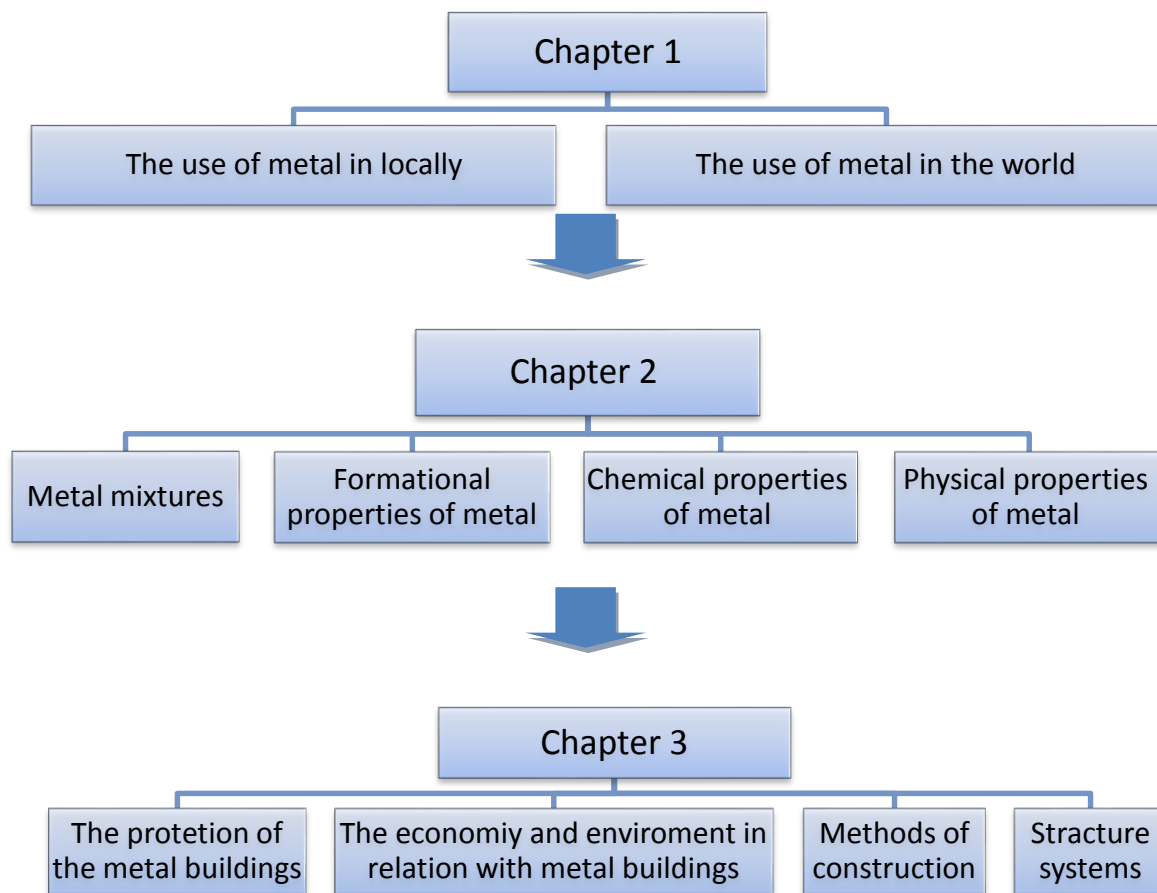 Chapter 1
The use of metal in locally
The use of metal in the world
Chapter 2
Metal mixtures
Formational
properties of metal
Chemical properties
of metal
Physical properties
of metal
Chapter 3
The protetion of
the metal buildings
The economiy and enviroment in
relation with metal buildings
Methods of
construction
Stracture
systems